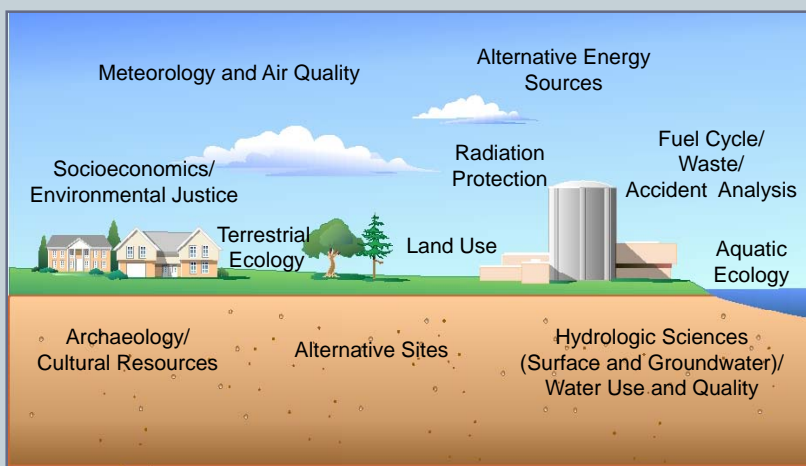 Meteorology and Air Quality
Alternative Energy
Sources
Socioeconomics/
Environmental Justice
Radiation
Protection
Fuel Cycle/
Waste/
Accident Analysis
Terrestrial
Ecology
Land Use
Aquatic
Ecology
Archaeology/
Cultural Resources
Alternative Sites
Hydrologic Sciences
(Surface and Groundwater)/
Water Use and Quality